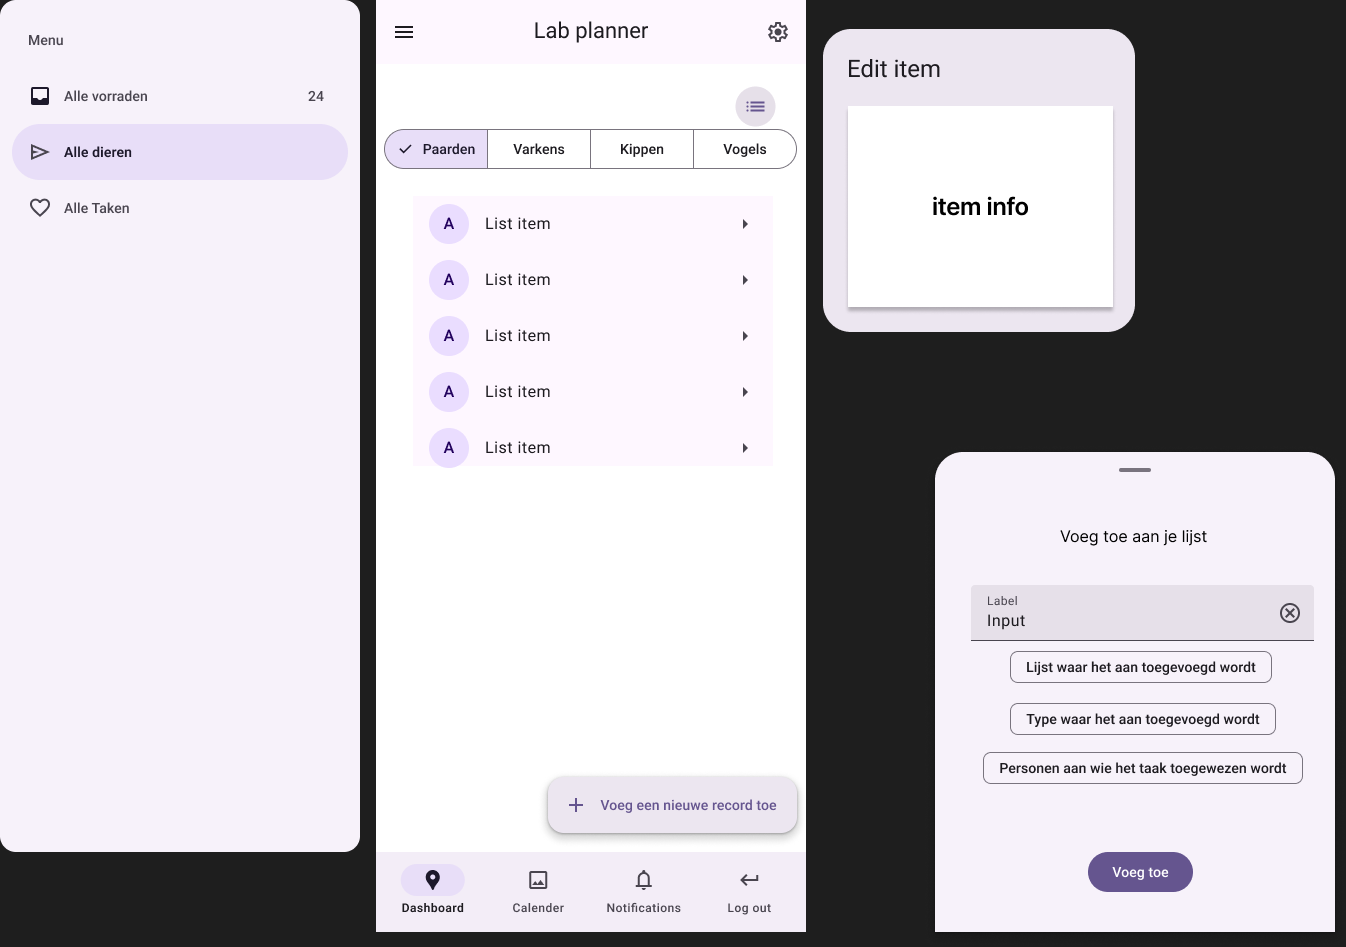 Menu
Alle vorraden 24
Alle dieren
Alle Taken
Lab planner
Paarden Varkens Kippen Vogels
A List item
A List item
A List item
A List item
A List item
Voeg een nieuwe record toe
Dashboard Calender Notifications Log out
Edit item
item info
Voeg toe aan je lijst
Label
Input
Lijst waar het aan toegevoegd wordt
Type waar het aan toegevoegd wordt
Personen aan wie het taak toegewezen wordt
Voeg toe